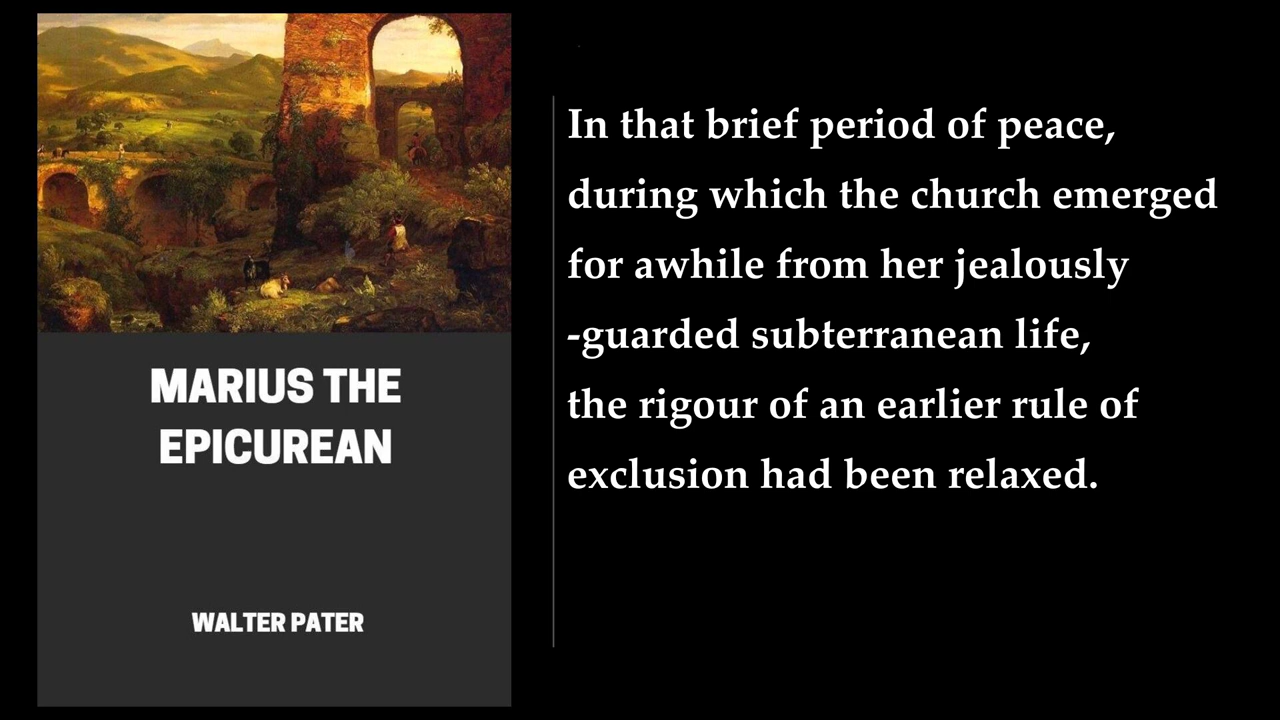 MARIUS THE
EPICUREAN
WALTER PATER
In that brief period of peace,
during which the church emerged
for awhile from her jealously
-guarded subterranean life,
the rigour of an earlier rule of
exclusion had been relaxed.